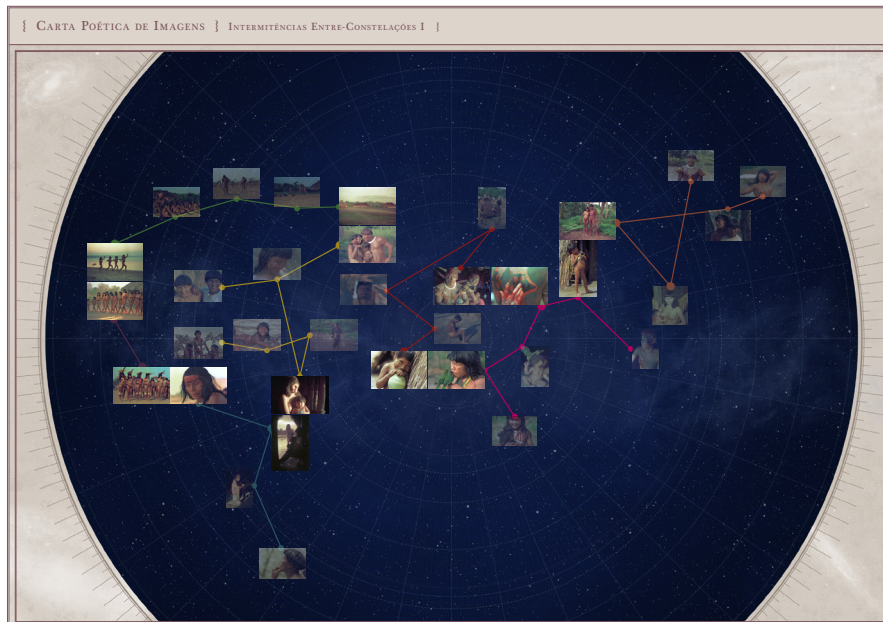 { Carta Poética de Imagens } Intermitências Entre-Constelações I }